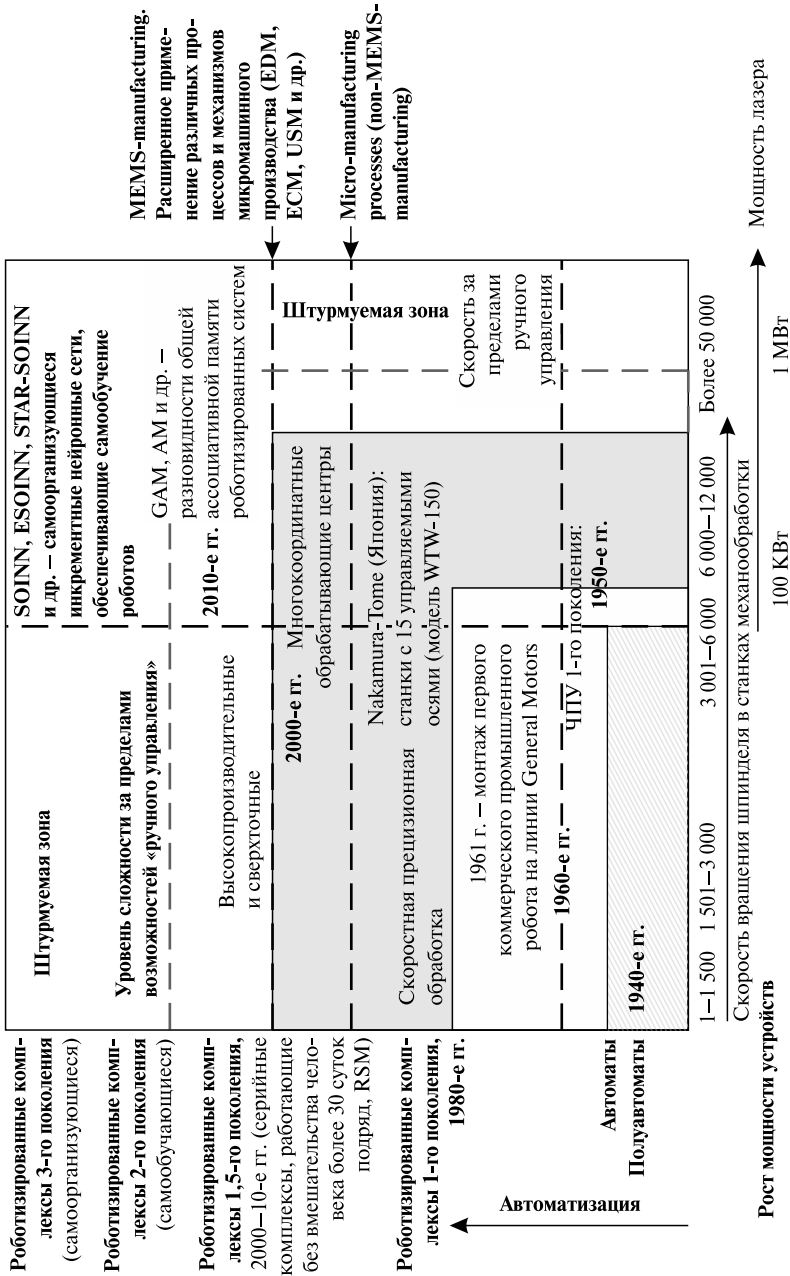 Роботизированные комп-
лексы 3-го поколения
(самоорганизующиеся)
Роботизированные комп-
лексы 2-го поколения
(самообучающиеся)
Роботизированные комп-
лексы 1,5-го поколения,
2000–10-е гг. (серийные
комплексы, работающие
без вмешательства чело-
века более 30 суток
подряд, RSM)
Роботизированные комп-
лексы 1-го поколения,
1980-е гг.
Автоматы
Полуавтоматы
Автоматизация
Штурмуемая зона
Уровень сложности за пределами
возможностей «ручного управления»
SOINN, ESOINN, STAR-SOINN
и др. – самоорганизующиеся
инкрементные нейронные сети,
обеспечивающие самообучение
роботов
GAM, AM и др. –
разновидности общей
2010-е гг. ассоциативной памяти
роботизированных систем
Высокопроизводительные
и сверхточные
2000-е гг. Многокоординатные
обрабатывающие центры
Штурмуемая зона
Nakamura-Tome (Япония):
станки с 15 управляемыми
осями (модель WTW-150)
Скоростная прецизионная
обработка
1961 г. – монтаж первого
коммерческого промышленного
робота на линии General Motors
Скорость за
пределами
ручного
управления
1960-е гг.
ЧПУ 1-го поколения:
1950-е гг.
1940-е гг.
MEMS-manufacturing.
Расширенное приме-
нение различных про-
цессов и механизмов
микромашинного
производства (EDM,
ECM, USM и др.)
Micro-manufacturing
processes (non-MEMS-
manufacturing)
1–1 500 1 501–3 000 3 001–6 000 6 000–12 000 Более 50 000
Скорость вращения шпинделя в станках механообработки
Рост мощности устройств 100 КВт 1 МВт Мощность лазера